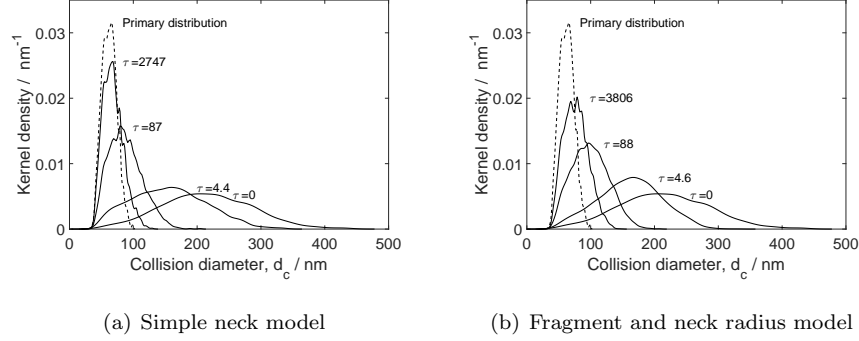 Primary distribution
τ=2747
τ=87
τ=4.4
τ=0
Kernel density / nm-1
0
0.01
0.02
0.03
0 100 200 300 400 500
Collision diameter, dc / nm
(a) Simple neck model
Primary distribution
τ=3806
τ=88
τ=4.6
τ=0
Kernel density / nm-1
0
0.01
0.02
0.03
0 100 200 300 400 500
Collision diameter, dc / nm
(b) Fragment and neck radius model